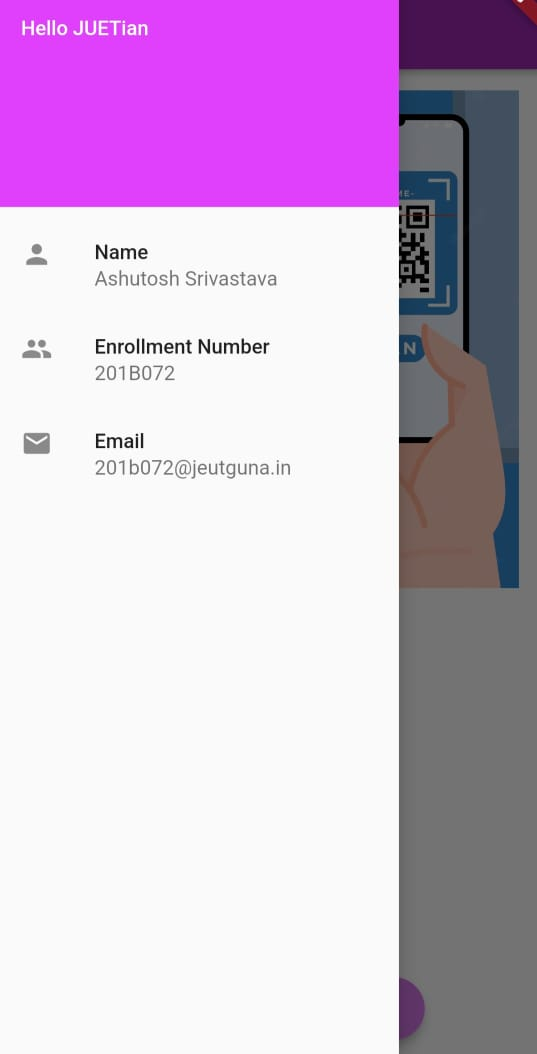 Hello JUETian
Name
Ashutosh Srivastava
Enrollment Number
201B072
Email
201b072@jeutguna.in